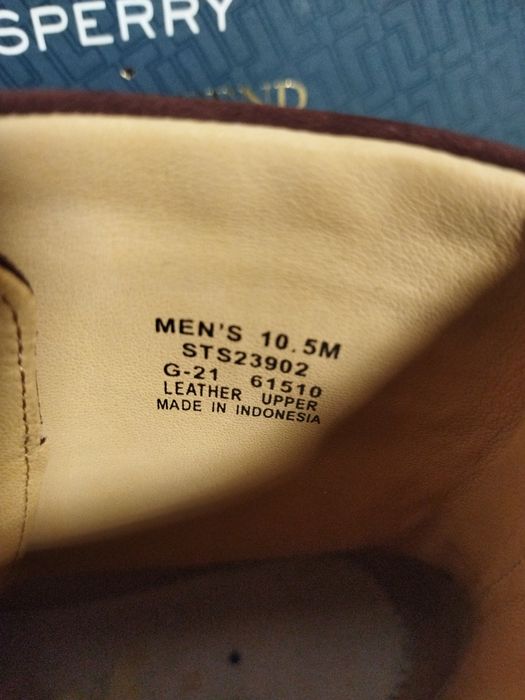 SPERRY
MEN'S 10.5M
STS23902
G-21 61510
LEATHER UPPER
MADE IN INDONESIA